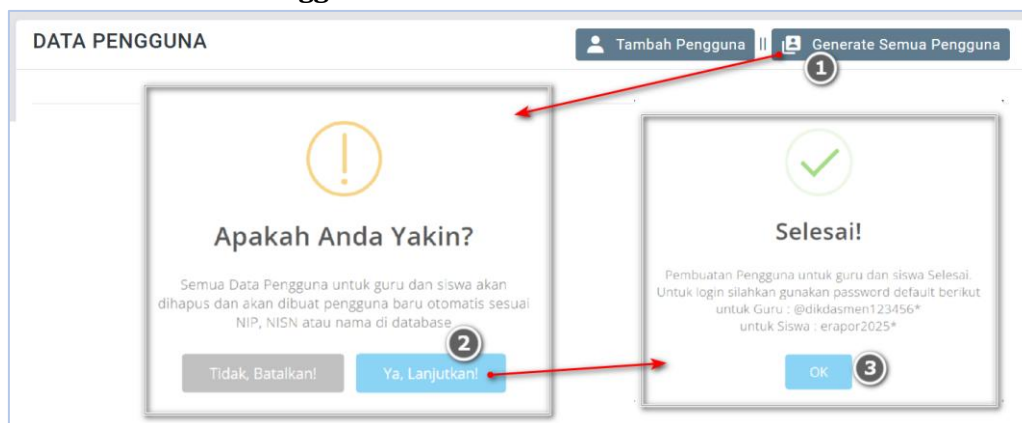 DATA PENGGUNA
Tambah Pengguna || Generate Semua Pengguna
1
Apakah Anda Yakin?
Semua Data Pengguna untuk guru dan siswa akan
dihapus dan akan dibuat pengguna baru otomatis sesuai
NIP, NISN atau nama di database
2
Tidak, Batalkan!
Ya, Lanjutkan!
Selesai!
Pembuatan Pengguna untuk guru dan siswa Selesai.
Untuk login silahkan gunakan password default berikut
untuk Guru : @dikdasmen123456*
untuk Siswa : erapor2025*
OK
3